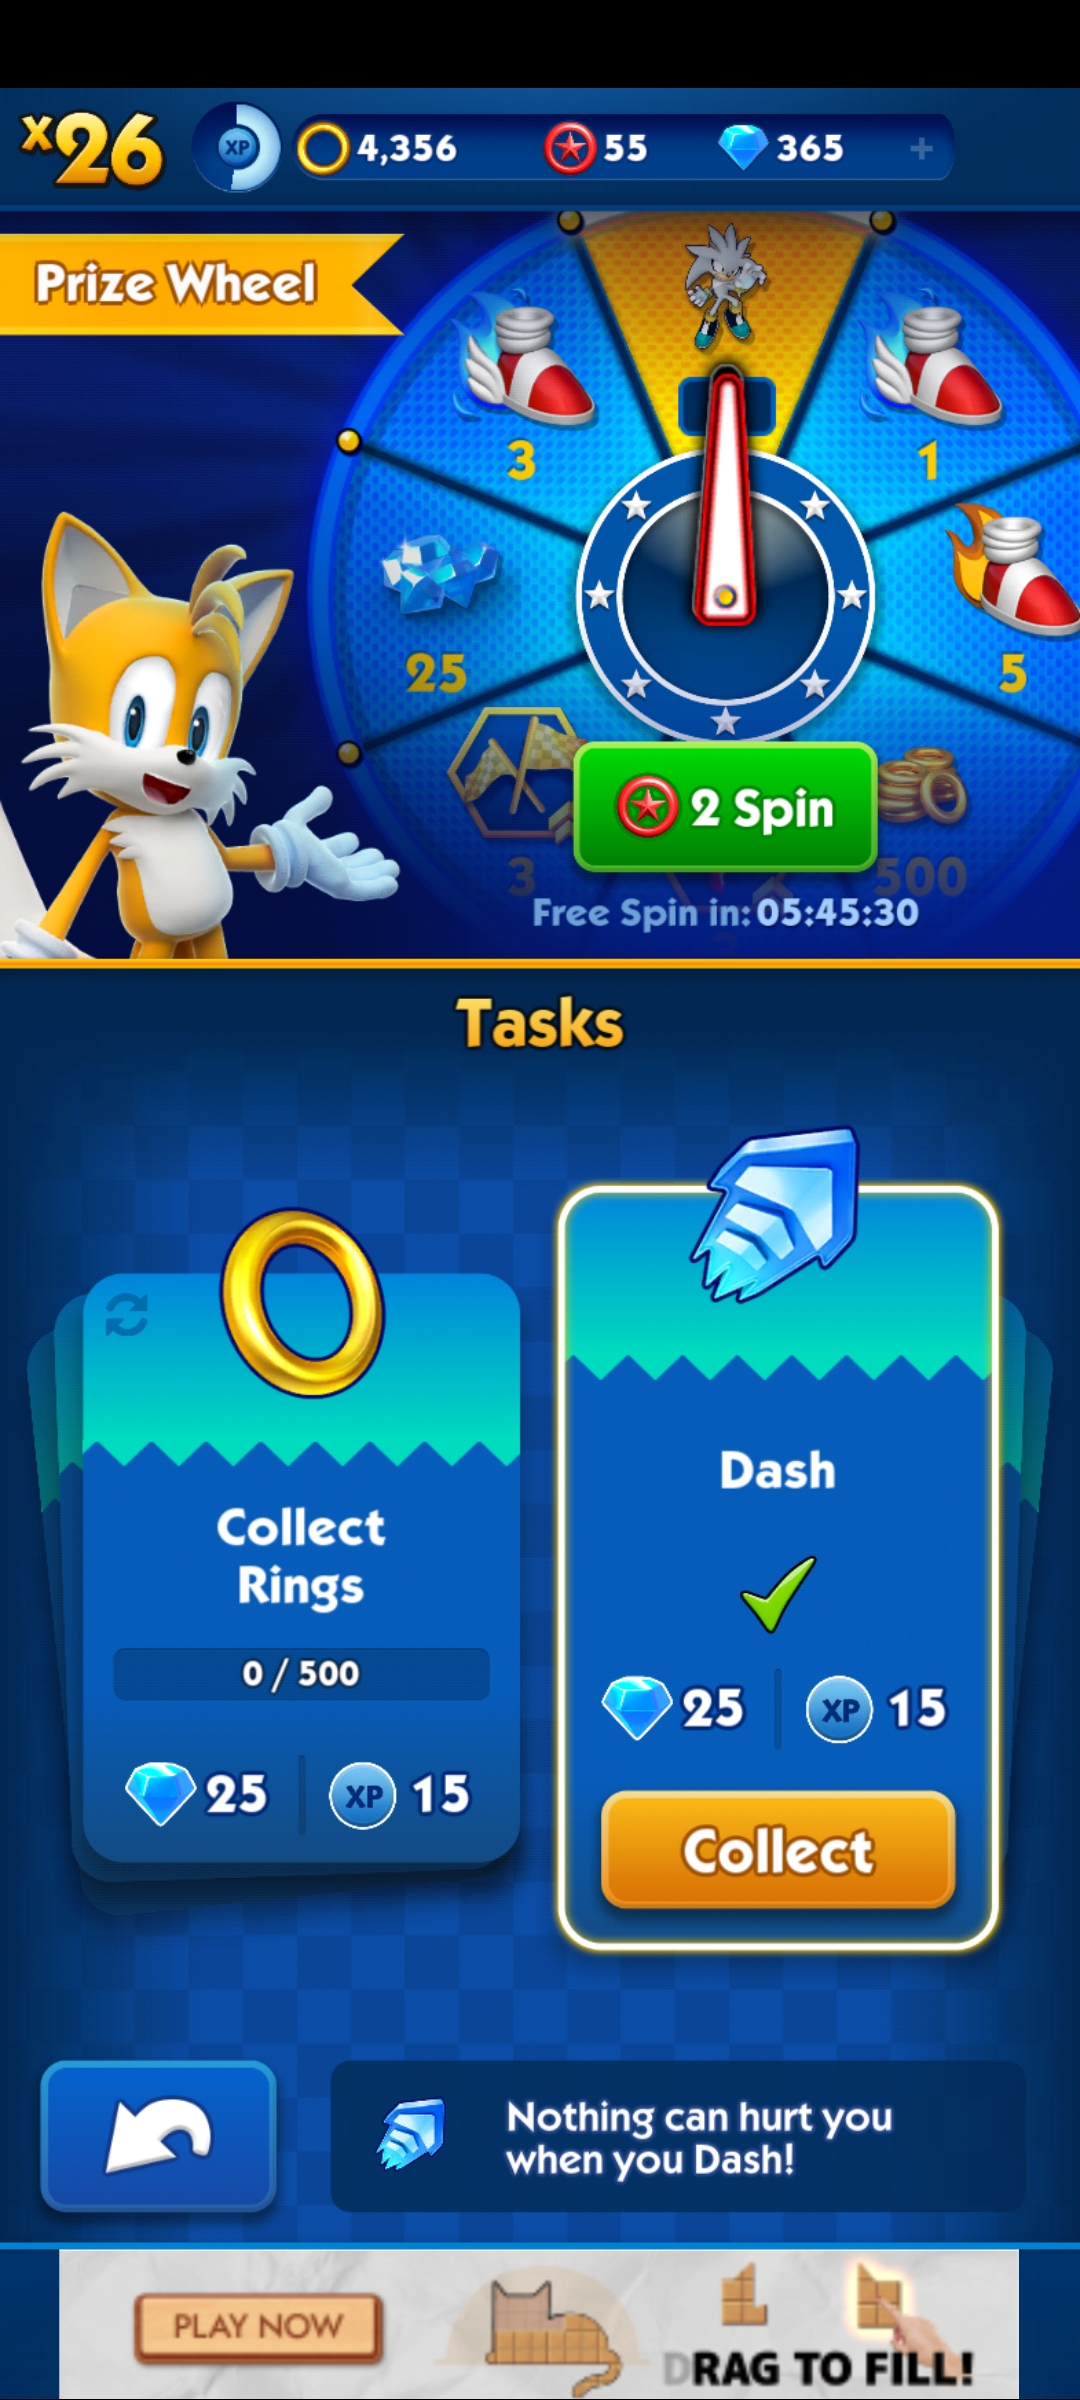 x26
XP
4,356
55
365
+
Prize Wheel
3
1
25
5
2 Spin
3
500
Free Spin in: 05:45:30
Tasks
Collect
Rings
0 / 500
25
XP
15
Dash
25
XP
15
Collect
Nothing can hurt you
when you Dash!
PLAY NOW
DRAG TO FILL!